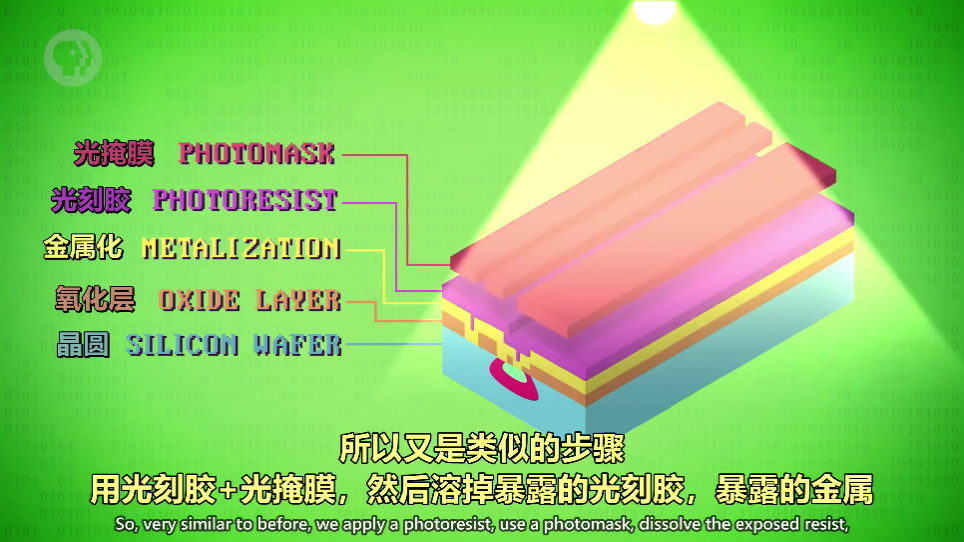 光掩膜 PHOTOMASK
光刻胶 PHOTORESIST
金属化 METALIZATION
氧化层 OXIDE LAYER
晶圆 SILICON WAFER
所以又是类似的步骤
用光刻胶+光掩膜，然后溶掉暴露的光刻胶，暴露的金属
So, very similar to before, we apply a photoresist, use a photomask, dissolve the exposed resist,